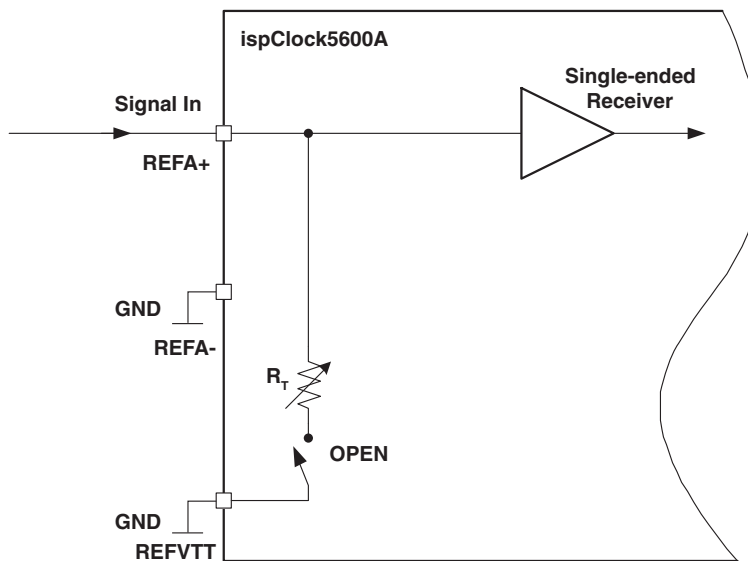 ispClock5600A
Single-ended
Receiver
Signal In
REFA+
GND
REFA-
RT
OPEN
GND
REFVTT